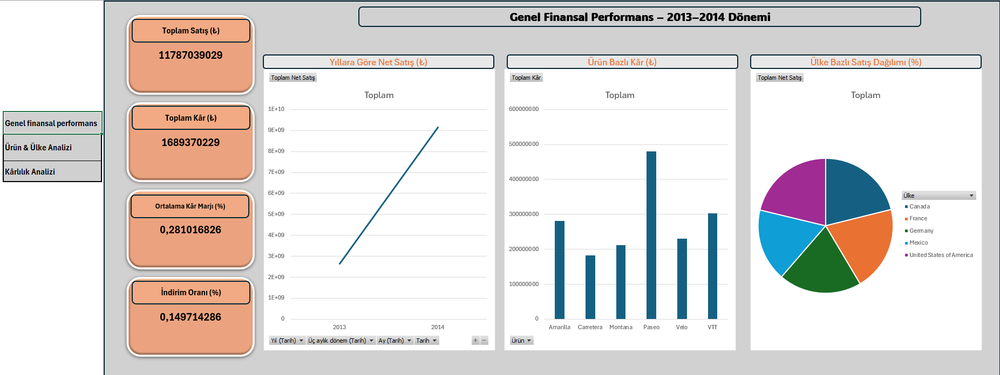 Genel Finansal Performans – 2013–2014 Dönemi
Genel finansal performans
Ürün & Ülke Analizi
Kârlılık Analizi
Toplam Satış (₺)
11787039029
Toplam Kâr (₺)
1689370229
Ortalama Kâr Marjı (%)
0,281016826
İndirim Oranı (%)
0,149714286
Yıllara Göre Net Satış (₺)
Toplam Net Satış
Toplam
1E+10
9E+09
8E+09
7E+09
6E+09
5E+09
4E+09
3E+09
2E+09
1E+09
0
2013 2014
Yıl (Tarih) Üç aylık dönem (Tarih) Ay (Tarih) Tarih + −
Ürün Bazlı Kâr (₺)
Toplam Kâr
Toplam
600000000
500000000
400000000
300000000
200000000
100000000
0
Amarilla Carretera Montana Paseo Velo VTT
Ürün
Ülke Bazlı Satış Dağılımı (%)
Toplam Net Satış
Toplam
Ülke
Canada
France
Germany
Mexico
United States of America